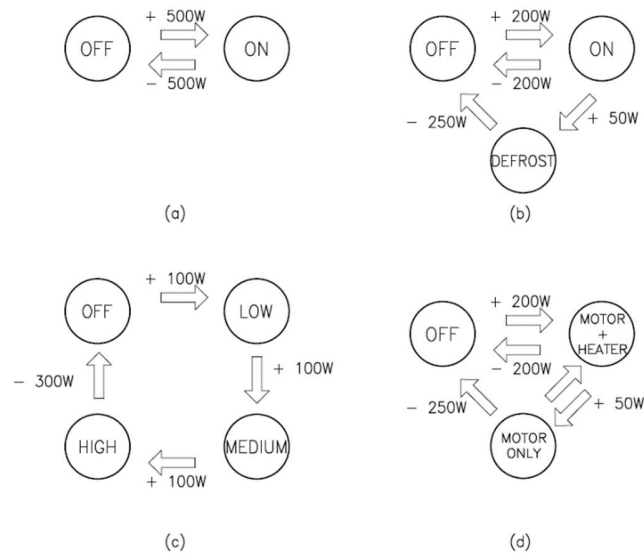 + 500W
OFF
ON
- 500W
(a)
+ 200W
OFF
ON
- 200W
- 250W
+ 50W
DEFROST
(b)
+ 100W
OFF
LOW
- 300W
+ 100W
HIGH
MEDIUM
+ 100W
(c)
+ 200W
OFF
MOTOR
+
HEATER
- 200W
- 250W
+ 50W
MOTOR
ONLY
(d)